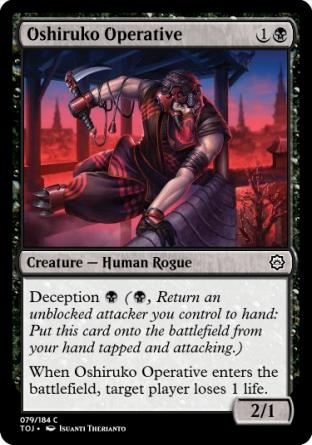 Oshiruko Operative 1
Creature — Human Rogue
Deception (, Return an
unblocked attacker you control to hand:
Put this card onto the battlefield from
your hand tapped and attacking.)
When Oshiruko Operative enters the
battlefield, target player loses 1 life.
2/1
079/184 C
TOJ • Isuanti Therianto